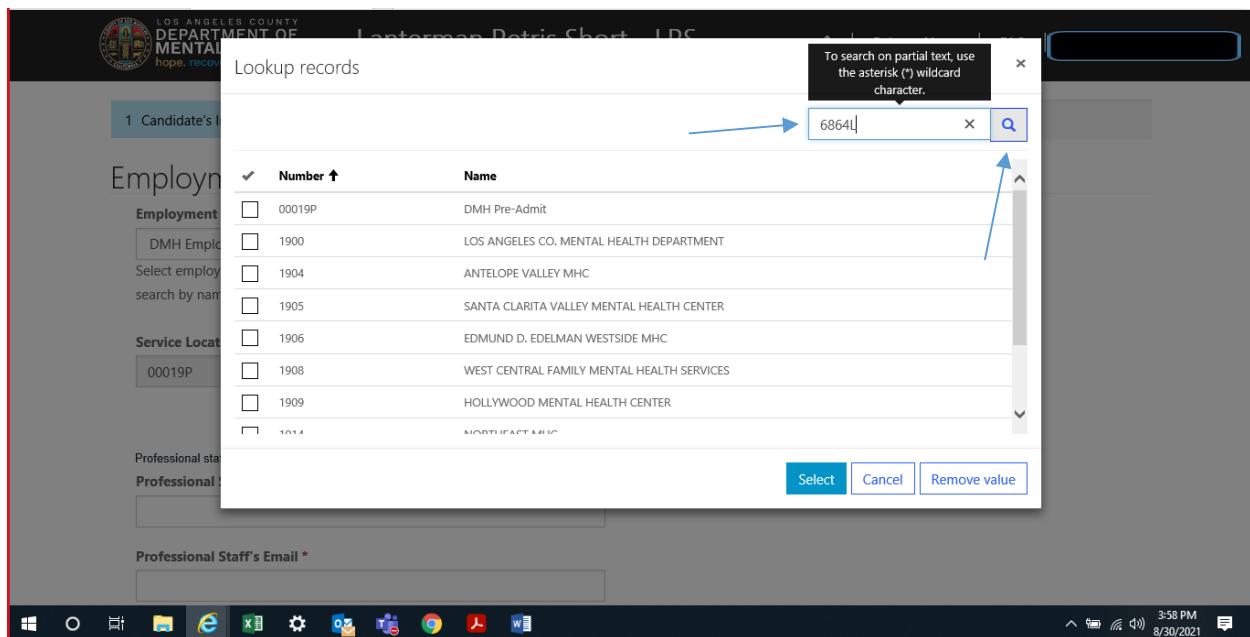 LOS ANGELES COUNTY
DEPARTMENT OF
MENTAL
hope. recov
Lanterman Petris Short LPS
Lookup records
To search on partial text, use
the asterisk (*) wildcard
character.
×
1 Candidate's I
6864L
Employm
✓ Number ↑ Name
00019P DMH Pre-Admit
Employment
1900 LOS ANGELES CO. MENTAL HEALTH DEPARTMENT
DMH Emplo
1904 ANTELOPE VALLEY MHC
Select employ
search by nam
1905 SANTA CLARITA VALLEY MENTAL HEALTH CENTER
1906 EDMUND D. EDELMAN WESTSIDE MHC
Service Locat
1908 WEST CENTRAL FAMILY MENTAL HEALTH SERVICES
00019P
1909 HOLLYWOOD MENTAL HEALTH CENTER
1914 NORTHEAST MHC
Professional sta
Professional S
Select Cancel Remove value
Professional Staff's Email *
3:58 PM
8/30/2021